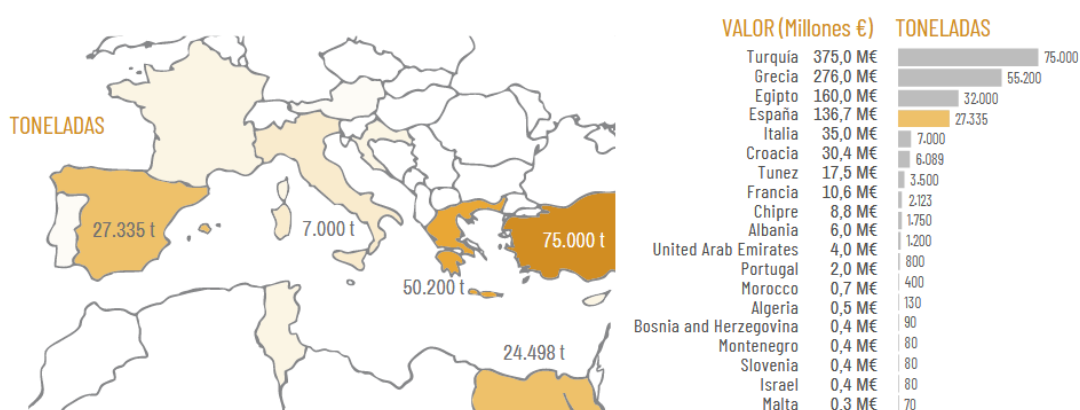 TONELADAS
27.335 t
7.000 t
75.000 t
50.200 t
24.498 t
VALOR (Millones €) TONELADAS
Turquía 375,0 M€ 75.000
Grecia 276,0 M€ 55.200
Egipto 160,0 M€ 32.000
España 136,7 M€ 27.335
Italia 35,0 M€ 7.000
Croacia 30,4 M€ 6.089
Tunez 17,5 M€ 3.500
Francia 10,6 M€ 2.123
Chipre 8,8 M€ 1.750
Albania 6,0 M€ 1.200
United Arab Emirates 4,0 M€ 800
Portugal 2,0 M€ 400
Morocco 0,7 M€ 130
Algeria 0,5 M€ 90
Bosnia and Herzegovina 0,4 M€ 80
Montenegro 0,4 M€ 80
Slovenia 0,4 M€ 80
Israel 0,4 M€ 70
Malta 0,3 M€